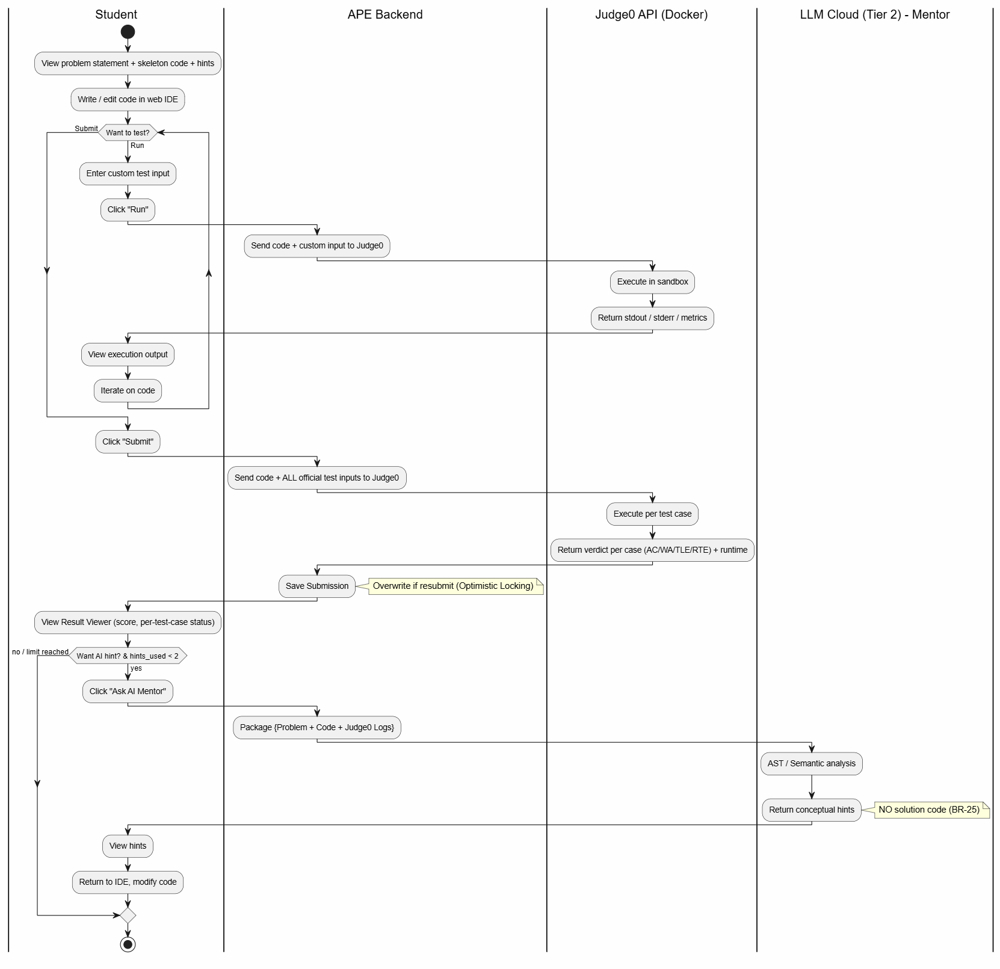 Student
APE Backend
Judge0 API (Docker)
LLM Cloud (Tier 2) - Mentor
View problem statement + skeleton code + hints
Write / edit code in web IDE
Submit
Want to test?
Run
Enter custom test input
Click "Run"
Send code + custom input to Judge0
Execute in sandbox
Return stdout / stderr / metrics
View execution output
Iterate on code
Click "Submit"
Send code + ALL official test inputs to Judge0
Execute per test case
Return verdict per case (AC/WA/TLE/RTE) + runtime
Save Submission
Overwrite if resubmit (Optimistic Locking)
View Result Viewer (score, per-test-case status)
no / limit reached
Want AI hint? & hints_used < 2
yes
Click "Ask AI Mentor"
Package {Problem + Code + Judge0 Logs}
AST / Semantic analysis
Return conceptual hints
NO solution code (BR-25)
View hints
Return to IDE, modify code